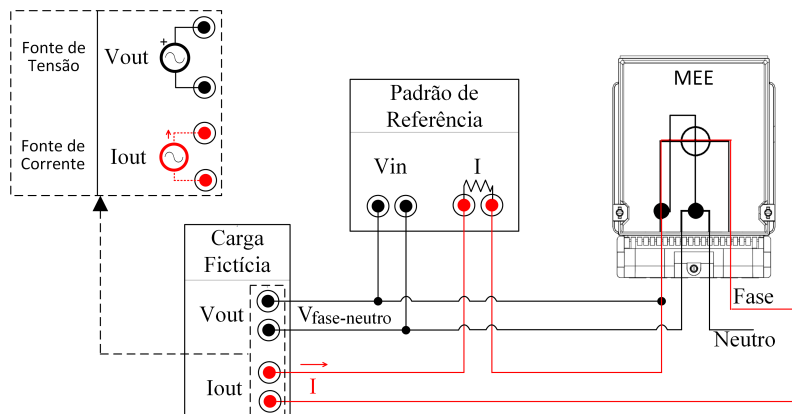 Fonte de
Tensão
Vout
+
Fonte de
Corrente
Iout
Padrão de
Referência
Vin
I
MEE
Carga
Fictícia
Vout
Vfase-neutro
Iout
I
Fase
Neutro